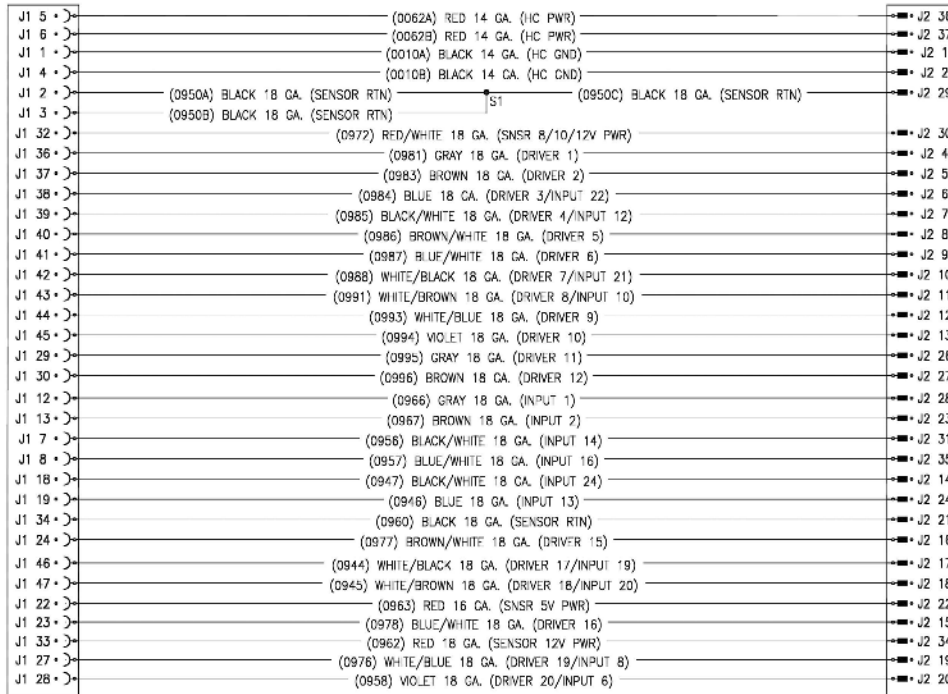 J1 5 (0062A) RED 14 GA. (HC PWR) J2 36
J1 6 (0062B) RED 14 GA. (HC PWR) J2 37
J1 1 (0010A) BLACK 14 GA. (HC GND) J2 1
J1 4 (0010B) BLACK 14 GA. (HC GND) J2 2
J1 2 (0950A) BLACK 18 GA. (SENSOR RTN) (0950C) BLACK 18 GA. (SENSOR RTN) J2 29
S1
J1 3 (0950B) BLACK 18 GA. (SENSOR RTN)
J1 32 (0972) RED/WHITE 18 GA. (SNSR 8/10/12V PWR) J2 30
J1 36 (0981) GRAY 18 GA. (DRIVER 1) J2 4
J1 37 (0983) BROWN 18 GA. (DRIVER 2) J2 5
J1 38 (0984) BLUE 18 GA. (DRIVER 3/INPUT 22) J2 6
J1 39 (0985) BLACK/WHITE 18 GA. (DRIVER 4/INPUT 12) J2 7
J1 40 (0986) BROWN/WHITE 18 GA. (DRIVER 5) J2 8
J1 41 (0987) BLUE/WHITE 18 GA. (DRIVER 6) J2 9
J1 42 (0988) WHITE/BLACK 18 GA. (DRIVER 7/INPUT 21) J2 10
J1 43 (0991) WHITE/BROWN 18 GA. (DRIVER 8/INPUT 10) J2 11
J1 44 (0993) WHITE/BLUE 18 GA. (DRIVER 9) J2 12
J1 45 (0994) VIOLET 18 GA. (DRIVER 10) J2 13
J1 29 (0995) GRAY 18 GA. (DRIVER 11) J2 26
J1 30 (0996) BROWN 18 GA. (DRIVER 12) J2 27
J1 12 (0966) GRAY 18 GA. (INPUT 1) J2 28
J1 13 (0967) BROWN 18 GA. (INPUT 2) J2 23
J1 7 (0956) BLACK/WHITE 18 GA. (INPUT 14) J2 31
J1 8 (0957) BLUE/WHITE 18 GA. (INPUT 16) J2 35
J1 18 (0947) BLACK/WHITE 18 GA. (INPUT 24) J2 14
J1 19 (0946) BLUE 18 GA. (INPUT 13) J2 24
J1 34 (0960) BLACK 18 GA. (SENSOR RTN) J2 21
J1 24 (0977) BROWN/WHITE 18 GA. (DRIVER 15) J2 16
J1 46 (0944) WHITE/BLACK 18 GA. (DRIVER 17/INPUT 19) J2 17
J1 47 (0945) WHITE/BROWN 18 GA. (DRIVER 18/INPUT 20) J2 18
J1 22 (0963) RED 16 GA. (SNSR 5V PWR) J2 22
J1 23 (0978) BLUE/WHITE 18 GA. (DRIVER 16) J2 15
J1 33 (0962) RED 18 GA. (SENSOR 12V PWR) J2 34
J1 27 (0976) WHITE/BLUE 18 GA. (DRIVER 19/INPUT 8) J2 19
J1 28 (0958) VIOLET 18 GA. (DRIVER 20/INPUT 6) J2